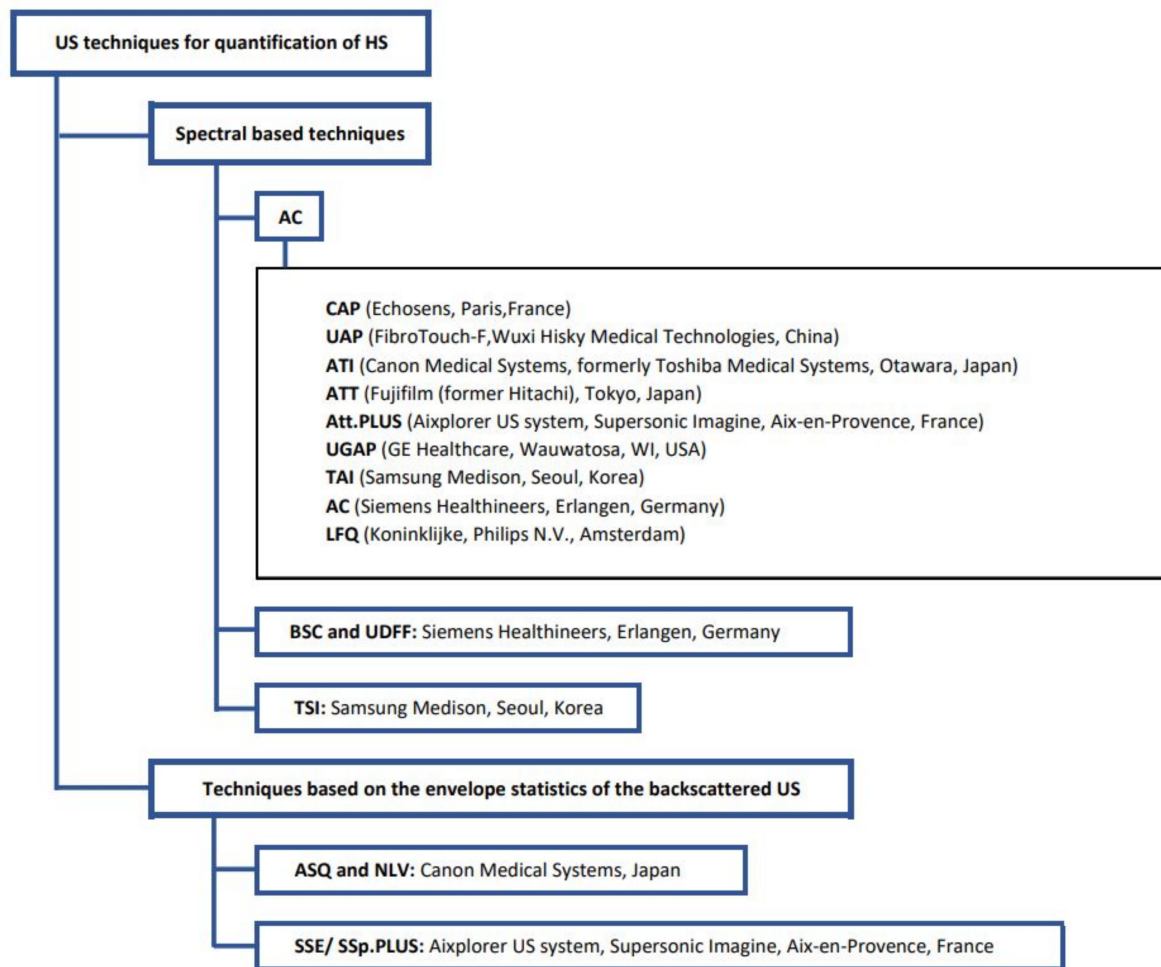 US techniques for quantification of HS
Spectral based techniques
AC
CAP (Echosens, Paris,France)
UAP (FibroTouch-F,Wuxi Hisky Medical Technologies, China)
ATI (Canon Medical Systems, formerly Toshiba Medical Systems, Otawara, Japan)
ATT (Fujifilm (former Hitachi), Tokyo, Japan)
Att.PLUS (Aixplorer US system, Supersonic Imagine, Aix-en-Provence, France)
UGAP (GE Healthcare, Wauwatosa, WI, USA)
TAI (Samsung Medison, Seoul, Korea)
AC (Siemens Healthineers, Erlangen, Germany)
LFQ (Koninklijke, Philips N.V., Amsterdam)
BSC and UDFF: Siemens Healthineers, Erlangen, Germany
TSI: Samsung Medison, Seoul, Korea
Techniques based on the envelope statistics of the backscattered US
ASQ and NLV: Canon Medical Systems, Japan
SSE/ SSp.PLUS: Aixplorer US system, Supersonic Imagine, Aix-en-Provence, France